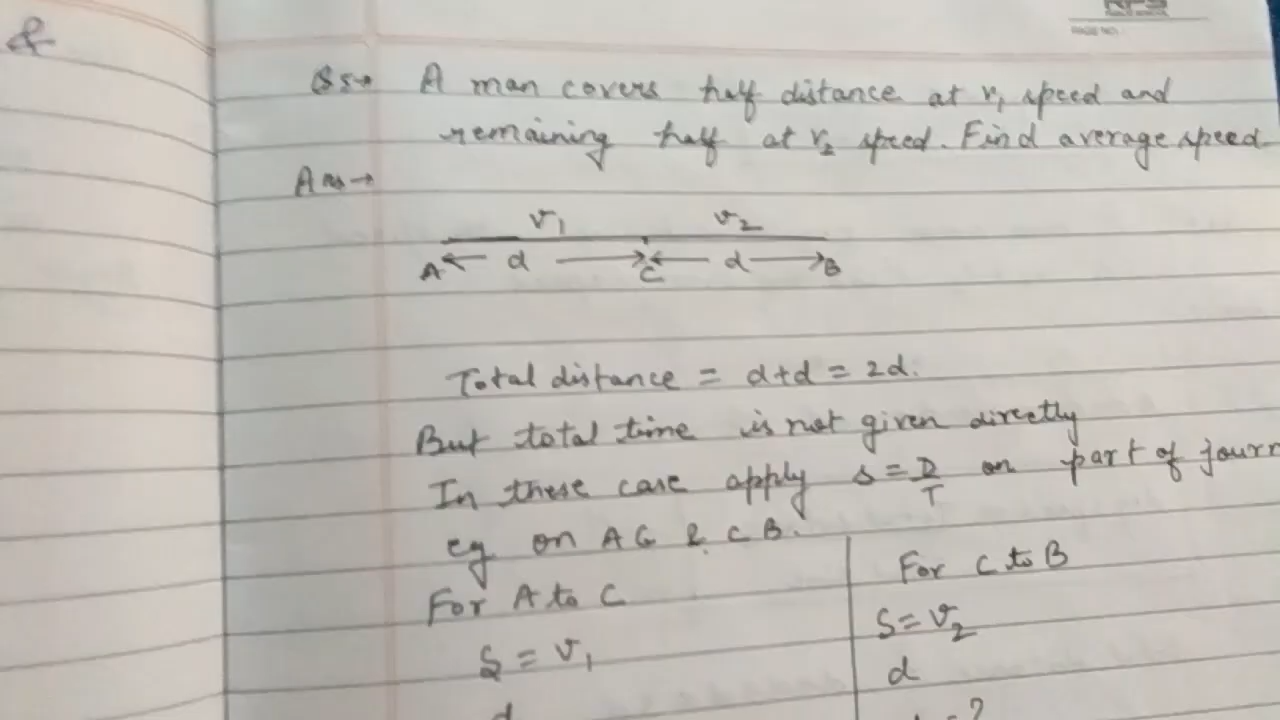 &
PAGE NO.
Q5→ A man covers half distance at v₁ speed and
remaining half at v₂ speed. Find average speed
Ans→
v₁ v₂
A d C d B
Total distance = d+d = 2d.
But total time is not given directly
In these case apply s = D/T on part of journ
eg on AC & CB.
For A to C
S = v₁
d
For C to B
S = v₂
d
= ?